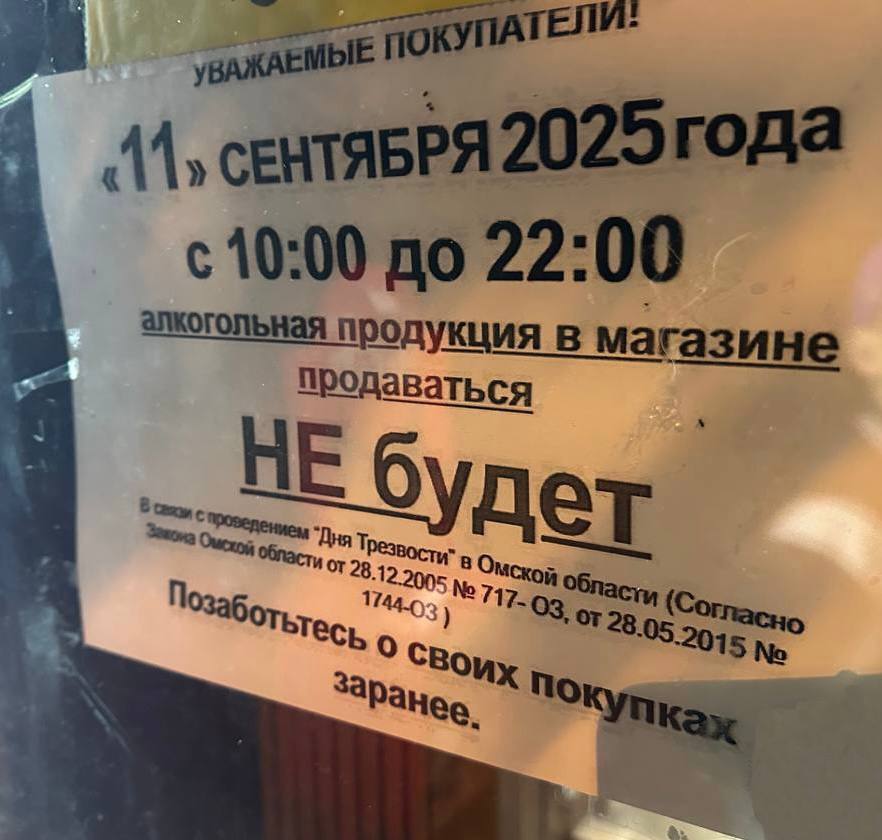 УВАЖАЕМЫЕ ПОКУПАТЕЛИ!
«11» СЕНТЯБРЯ 2025 года
с 10:00 до 22:00
алкогольная продукция в магазине
продаваться
НЕ будет
В связи с проведением "Дня Трезвости" в Омской области (Согласно
Закона Омской области от 28.12.2005 № 717- ОЗ, от 28.05.2015 №
1744-ОЗ )
Позаботьтесь о своих покупках
заранее.